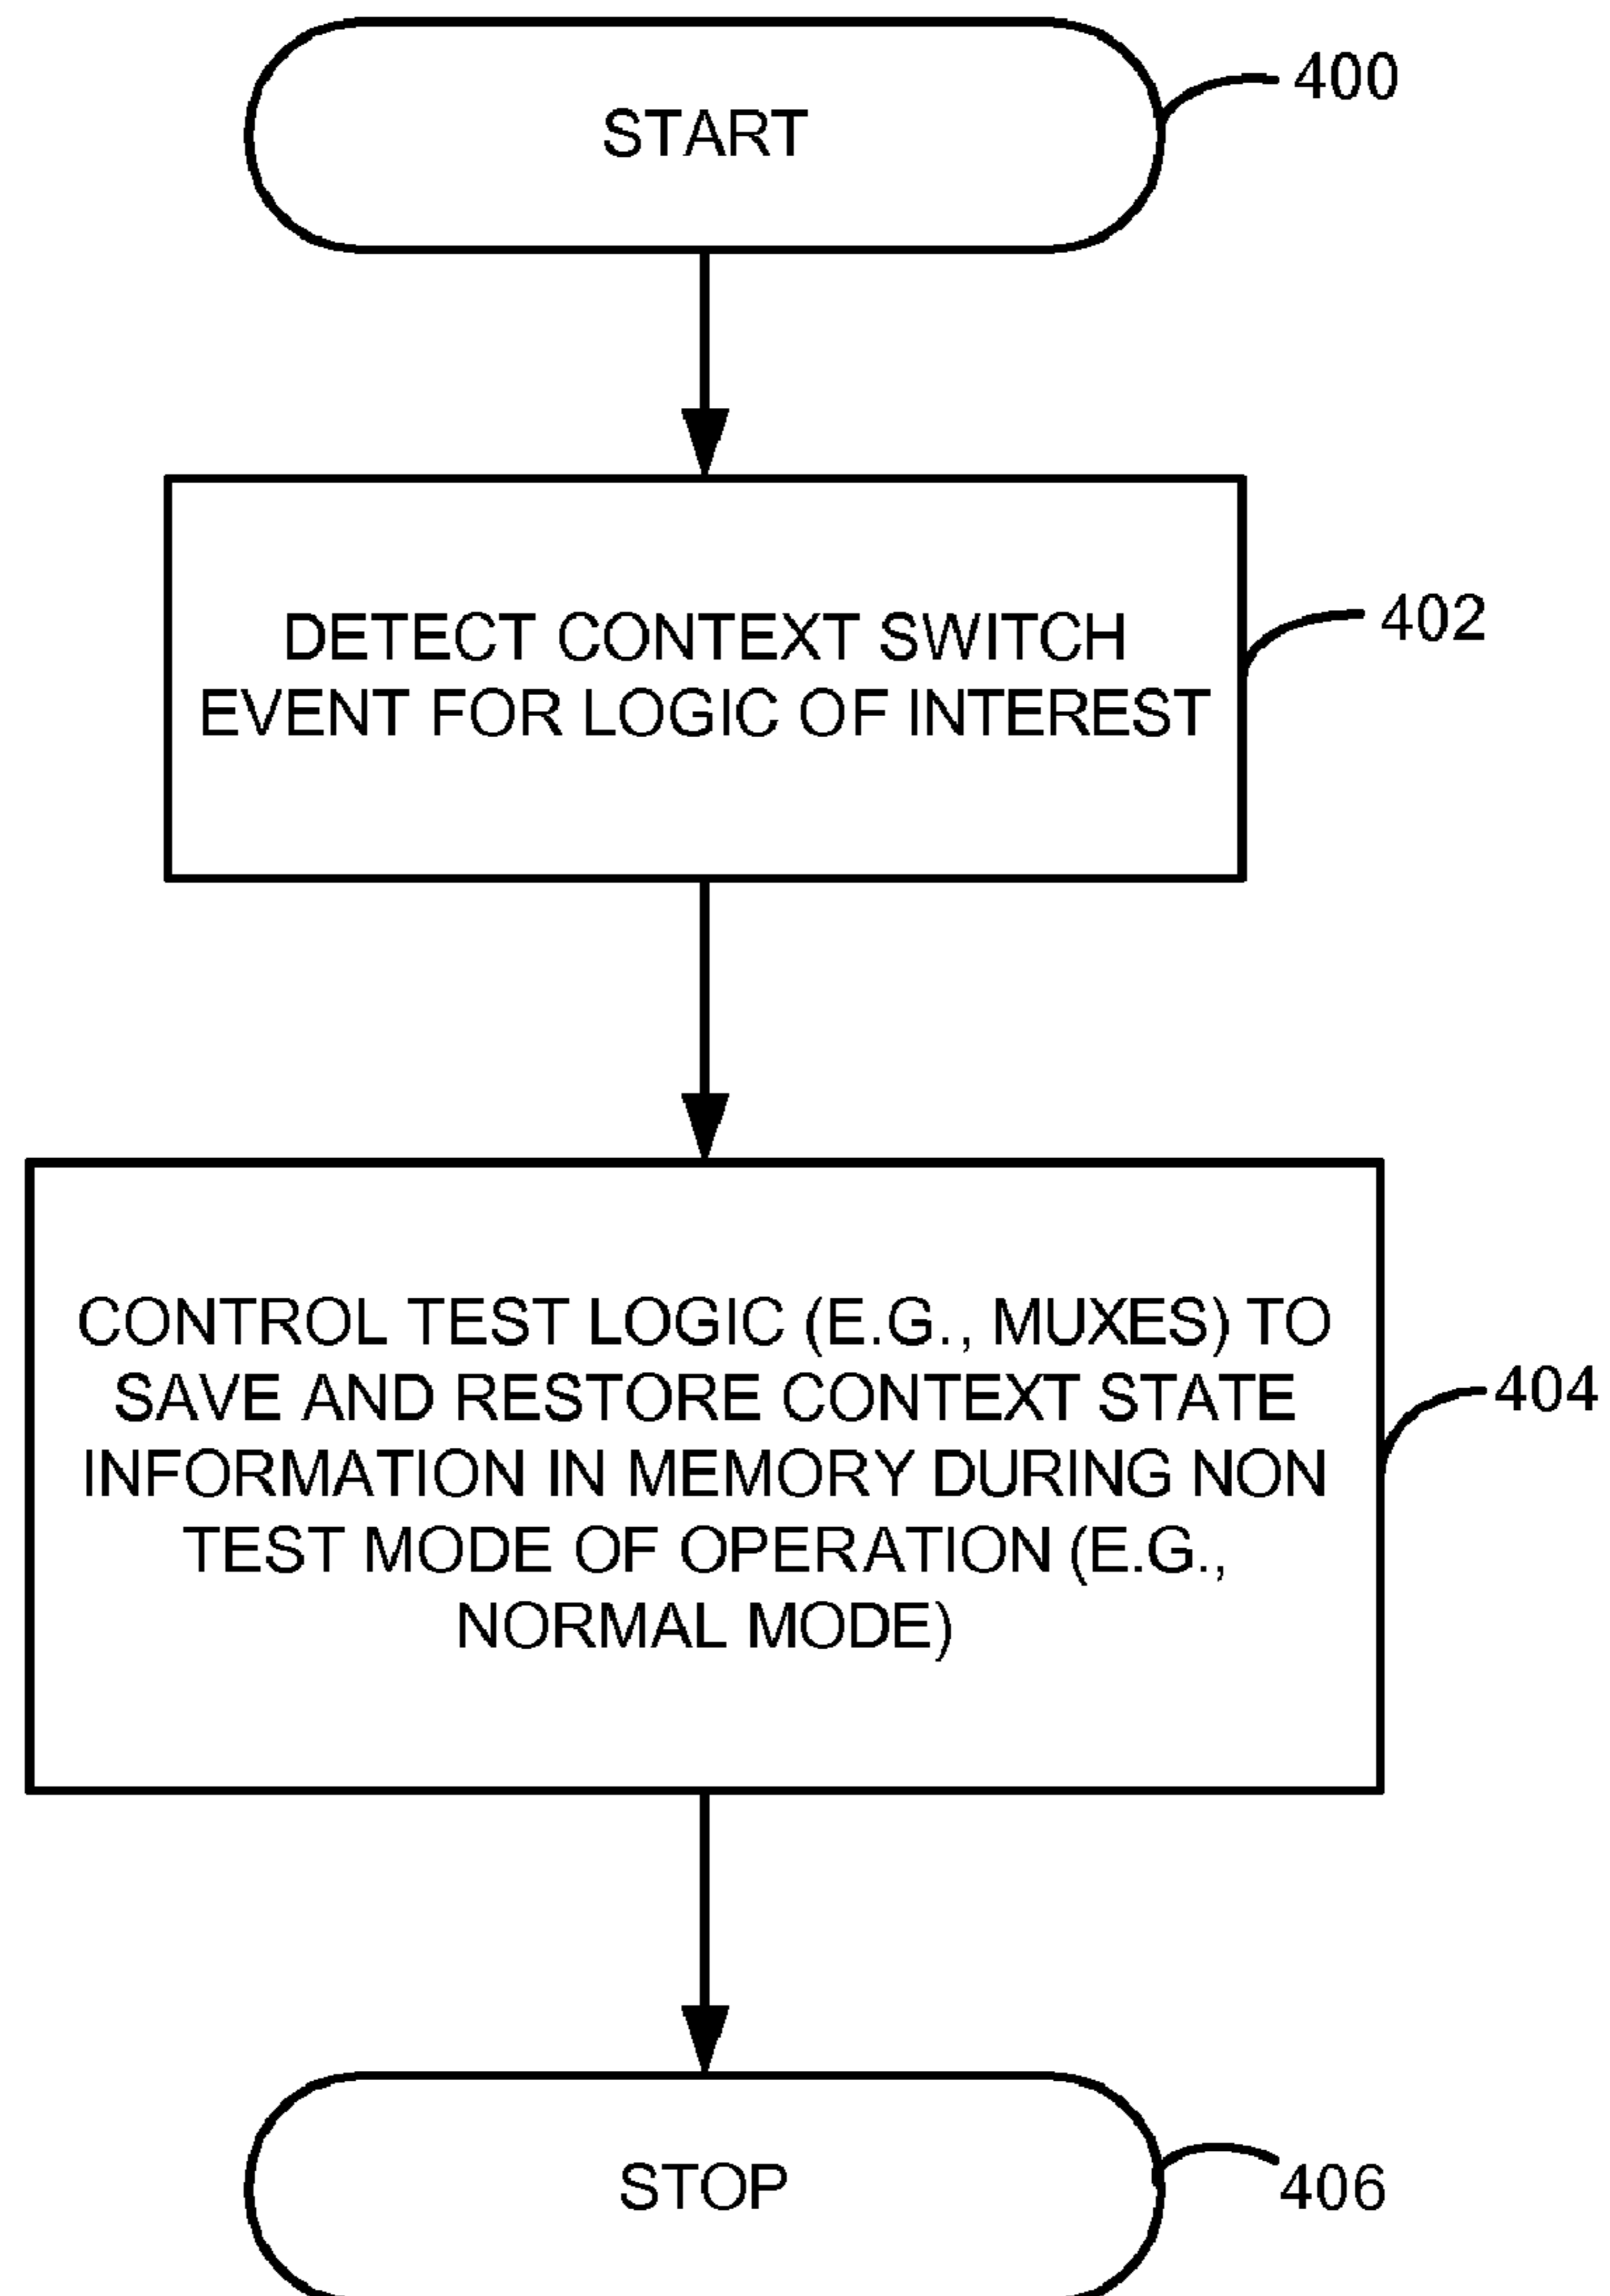 START
400
DETECT CONTEXT SWITCH
EVENT FOR LOGIC OF INTEREST
402
CONTROL TEST LOGIC (E.G., MUXES) TO
SAVE AND RESTORE CONTEXT STATE
INFORMATION IN MEMORY DURING NON
TEST MODE OF OPERATION (E.G.,
NORMAL MODE)
404
STOP
406